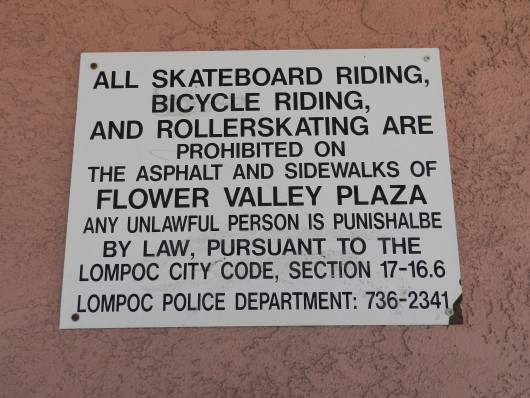 ALL SKATEBOARD RIDING,
BICYCLE RIDING,
AND ROLLERSKATING ARE
PROHIBITED ON
THE ASPHALT AND SIDEWALKS OF
FLOWER VALLEY PLAZA
ANY UNLAWFUL PERSON IS PUNISHALBE
BY LAW, PURSUANT TO THE
LOMPOC CITY CODE, SECTION 17-16.6
LOMPOC POLICE DEPARTMENT: 736-2341